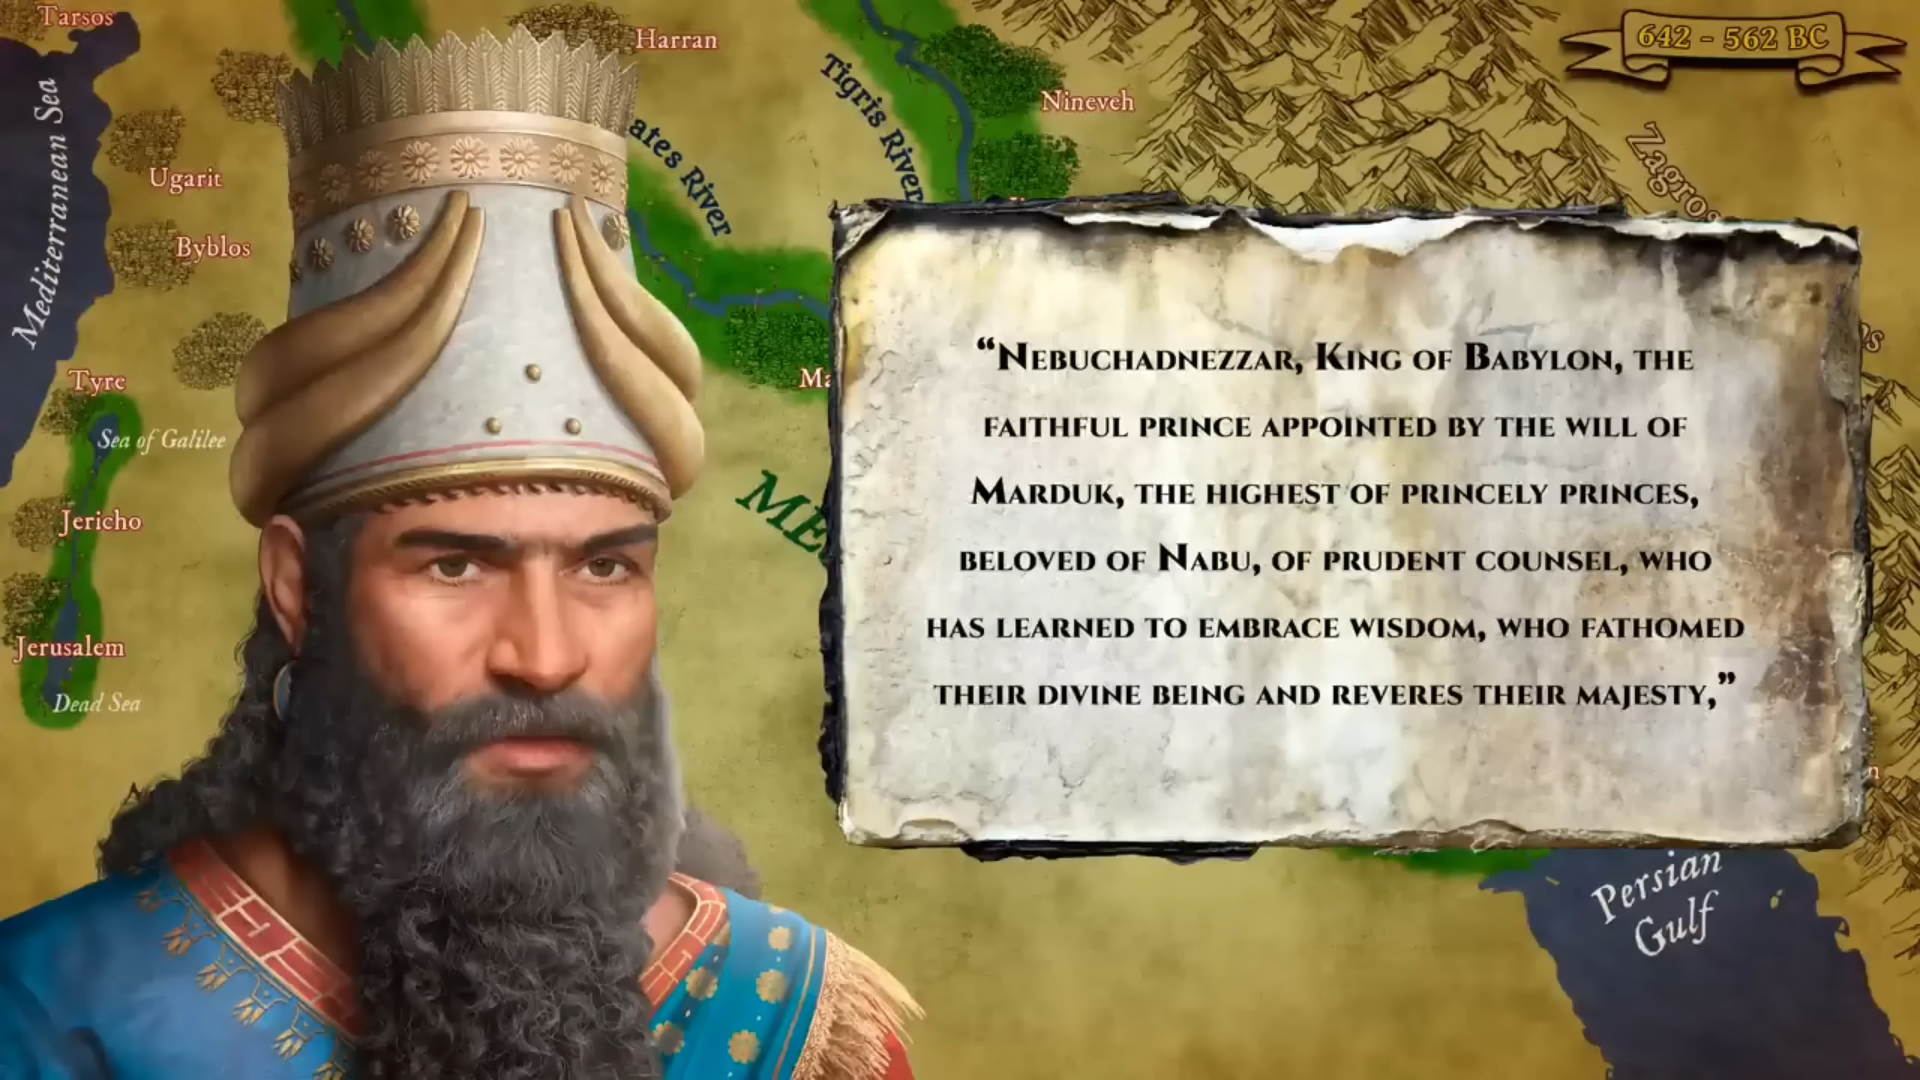 Tarsos
Harran
642 - 562 BC
Mediterranean Sea
Tigris River
Nineveh
ates River
Zagros
Ugarit
Byblos
Tyre
Sea of Galilee
Jericho
Jerusalem
Dead Sea
“Nebuchadnezzar, King of Babylon, the
faithful prince appointed by the will of
Marduk, the highest of princely princes,
beloved of Nabu, of prudent counsel, who
has learned to embrace wisdom, who fathomed
their divine being and reveres their majesty,”
Persian
Gulf